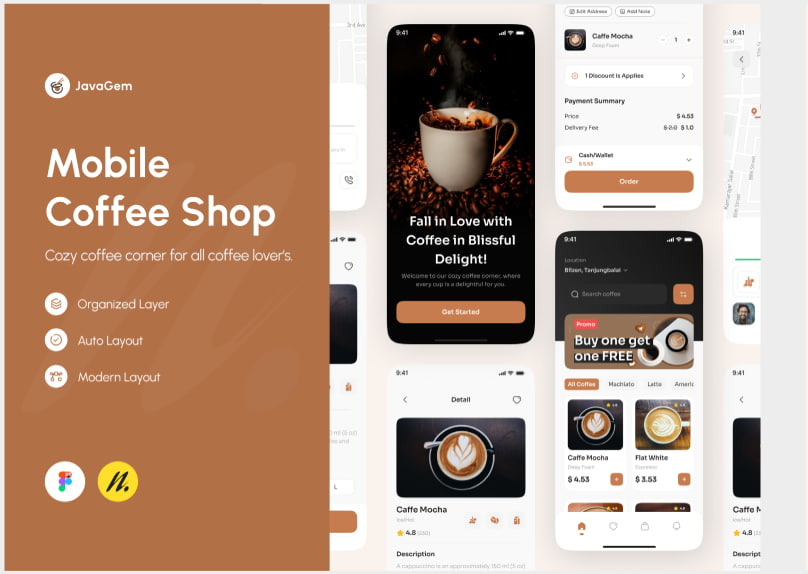 JavaGem
Mobile
Coffee Shop
Cozy coffee corner for all coffee lover's.
Organized Layer
Auto Layout
Modern Layout
n.
3rd Ave
L
9:41
Fall in Love with
Coffee in Blissful
Delight!
Welcome to our cozy coffee corner, where
every cup is a delightful for you.
Get Started
9:41
Detail
Caffe Mocha
Ice/Hot
4.8 (230)
Description
A cappuccino is an approximately 150 ml (5 oz)
Edit Address
Add Note
Caffe Mocha
Deep Foam
1
1 Discount is Applies
Payment Summary
Price
$ 4.53
Delivery Fee
$ 2.0 $ 1.0
Cash/Wallet
$ 5.53
Order
9:41
Location
Bilzen, Tanjungbalai
Search coffee
Promo
Buy one get
one FREE
All Coffee
Machiato
Latte
Americ
4.8
Caffe Mocha
Deep Foam
$ 4.53
4.8
Flat White
Espresso
$ 3.53
9:41
9:41